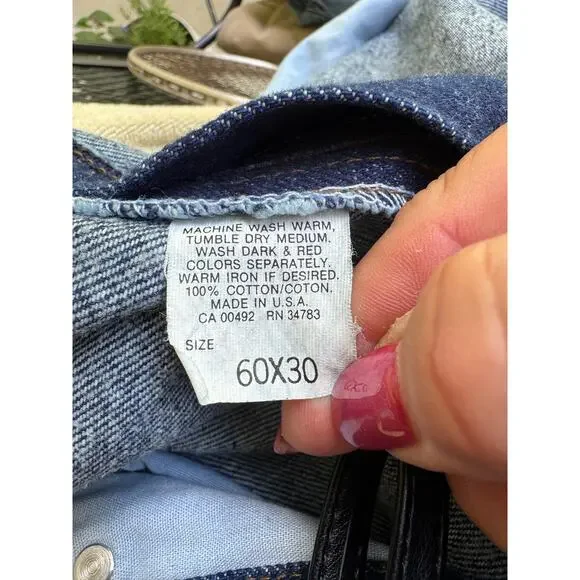 MACHINE WASH WARM,
TUMBLE DRY MEDIUM.
WASH DARK & RED
COLORS SEPARATELY.
WARM IRON IF DESIRED.
100% COTTON/COTON.
MADE IN U.S.A.
CA 00492 RN 34783
SIZE
60X30